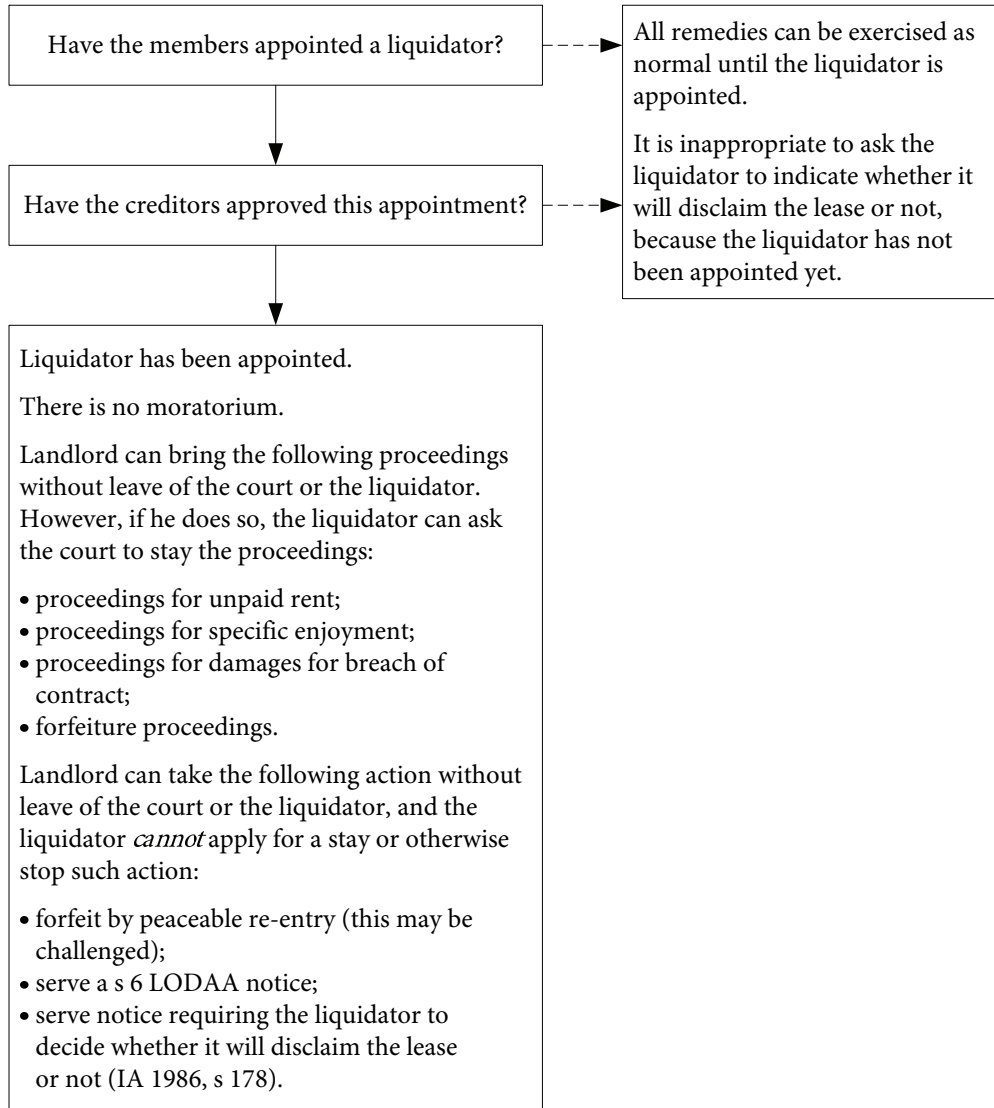 Have the members appointed a liquidator?
All remedies can be exercised as
normal until the liquidator is
appointed.
It is inappropriate to ask the
liquidator to indicate whether it
will disclaim the lease or not,
because the liquidator has not
been appointed yet.
Have the creditors approved this appointment?
Liquidator has been appointed.
There is no moratorium.
Landlord can bring the following proceedings
without leave of the court or the liquidator.
However, if he does so, the liquidator can ask
the court to stay the proceedings:
• proceedings for unpaid rent;
• proceedings for specific enjoyment;
• proceedings for damages for breach of
contract;
• forfeiture proceedings.
Landlord can take the following action without
leave of the court or the liquidator, and the
liquidator cannot apply for a stay or otherwise
stop such action:
• forfeit by peaceable re-entry (this may be
challenged);
• serve a s 6 LODAA notice;
• serve notice requiring the liquidator to
decide whether it will disclaim the lease
or not (IA 1986, s 178).